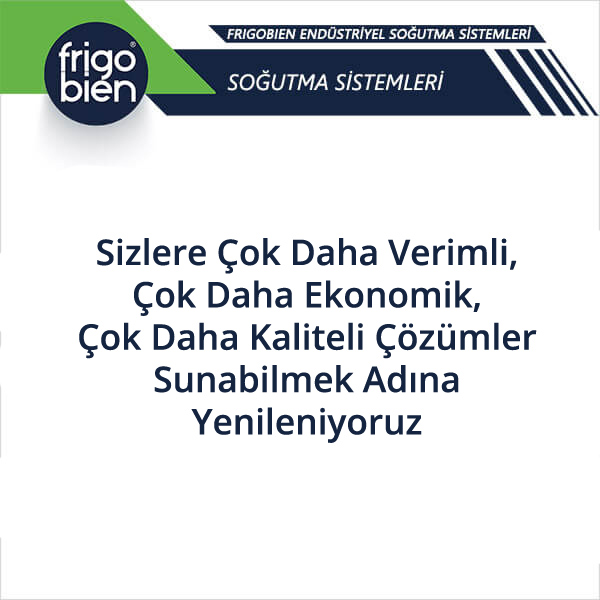 FRIGOBIEN ENDÜSTRİYEL SOĞUTMA SİSTEMLERİ
frigo
bien
®
SOĞUTMA SİSTEMLERİ
Sizlere Çok Daha Verimli,
Çok Daha Ekonomik,
Çok Daha Kaliteli Çözümler
Sunabilmek Adına
Yenileniyoruz